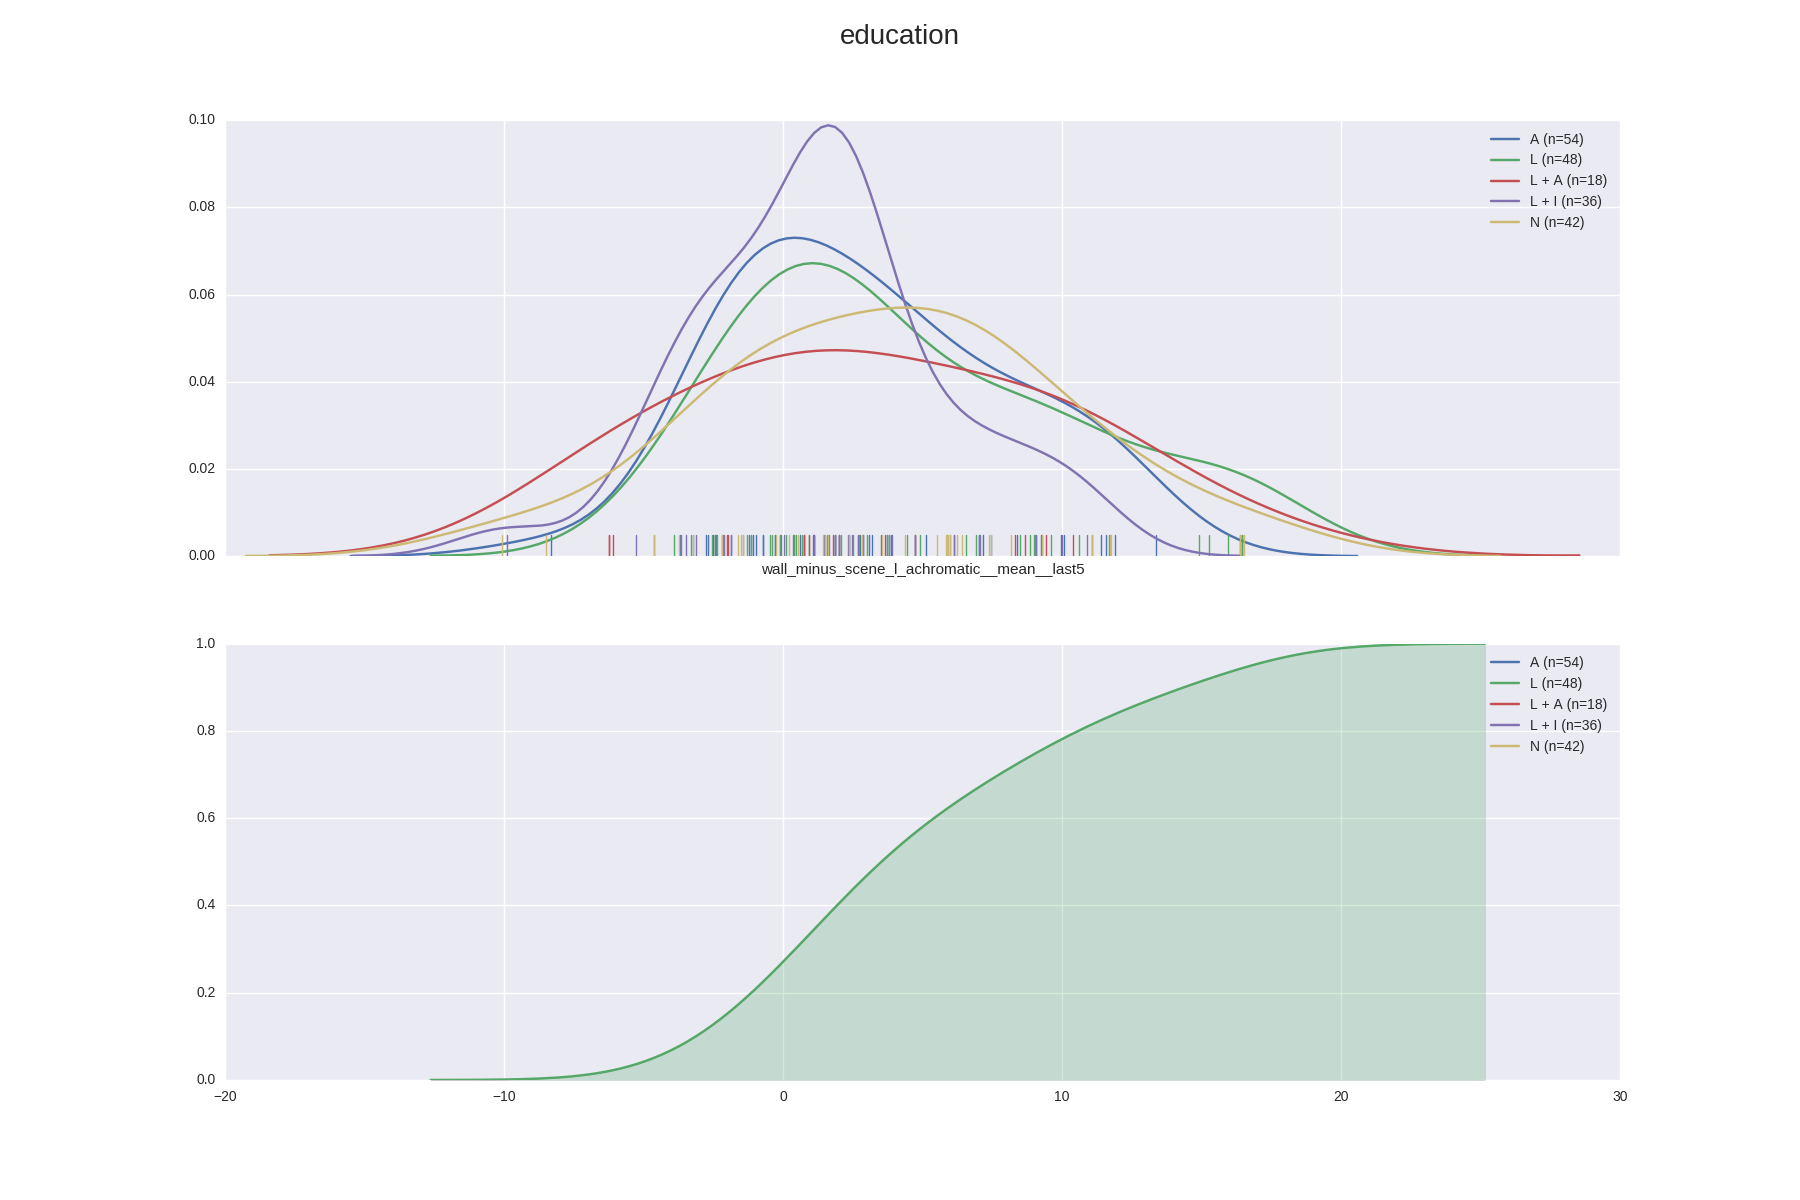 education
0.10
0.08
0.06
0.04
0.02
0.00
A (n=54)
L (n=48)
L + A (n=18)
L + I (n=36)
N (n=42)
wall_minus_scene_l_achromatic__mean__last5
1.0
0.8
0.6
0.4
0.2
0.0
A (n=54)
L (n=48)
L + A (n=18)
L + I (n=36)
N (n=42)
−20 −10 0 10 20 30